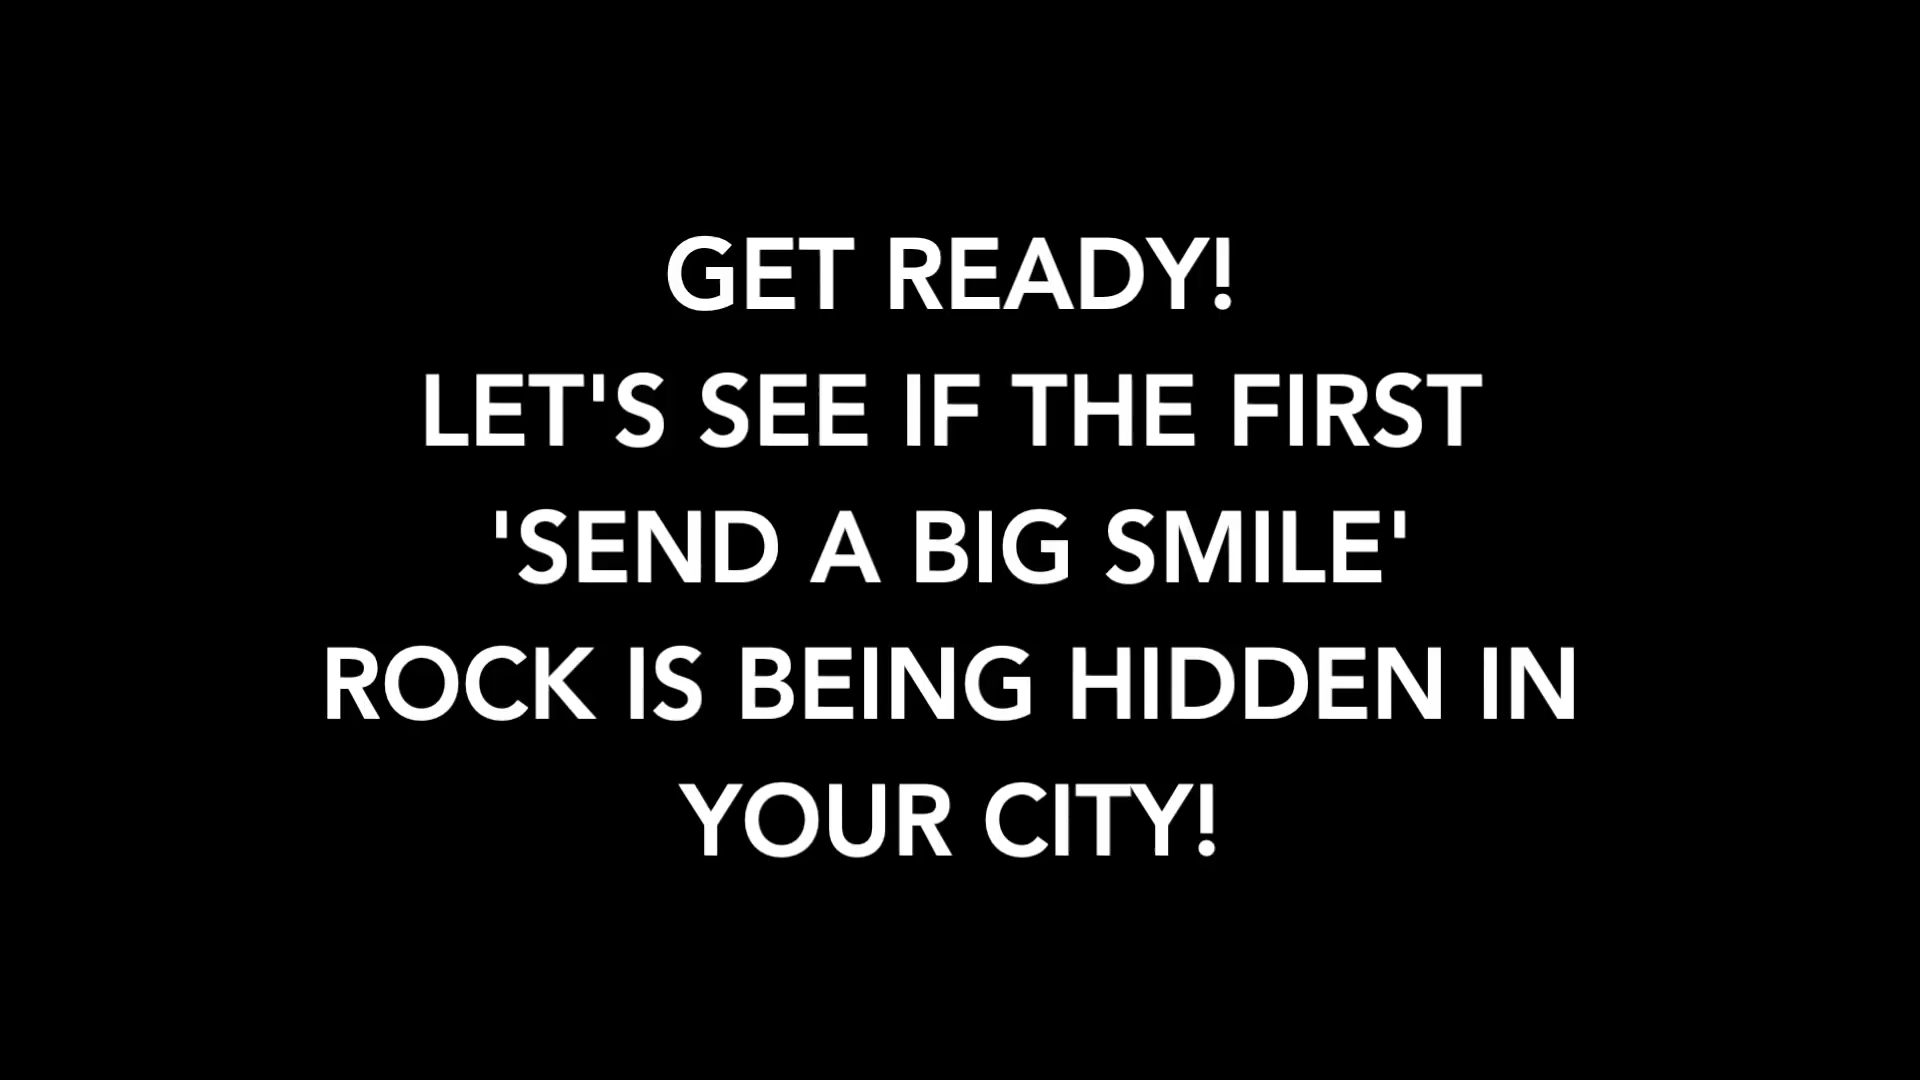 GET READY!
LET'S SEE IF THE FIRST
'SEND A BIG SMILE'
ROCK IS BEING HIDDEN IN
YOUR CITY!